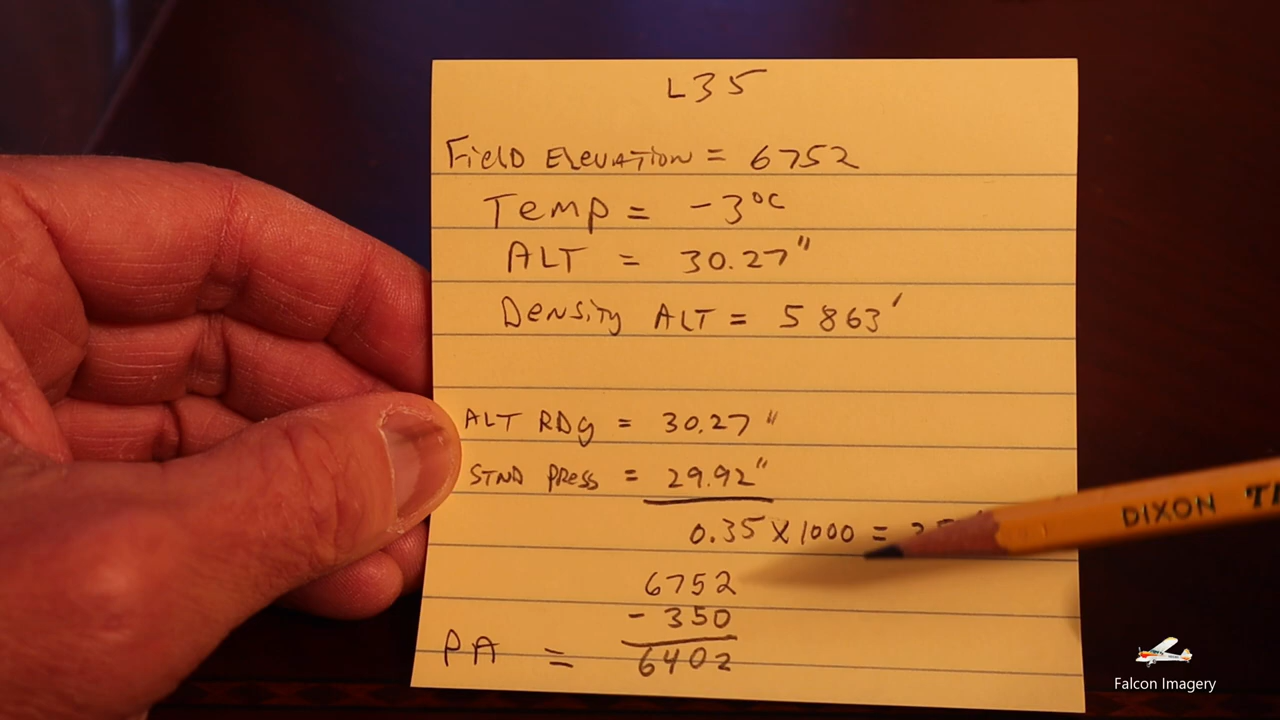 L35
Field Elevation = 6752
Temp = -3°C
ALT = 30.27"
Density ALT = 5863'
ALT RDg = 30.27"
STND PRESS = 29.92"
0.35 X 1000 =
6752
- 350
PA = 6402
DIXON
Falcon Imagery